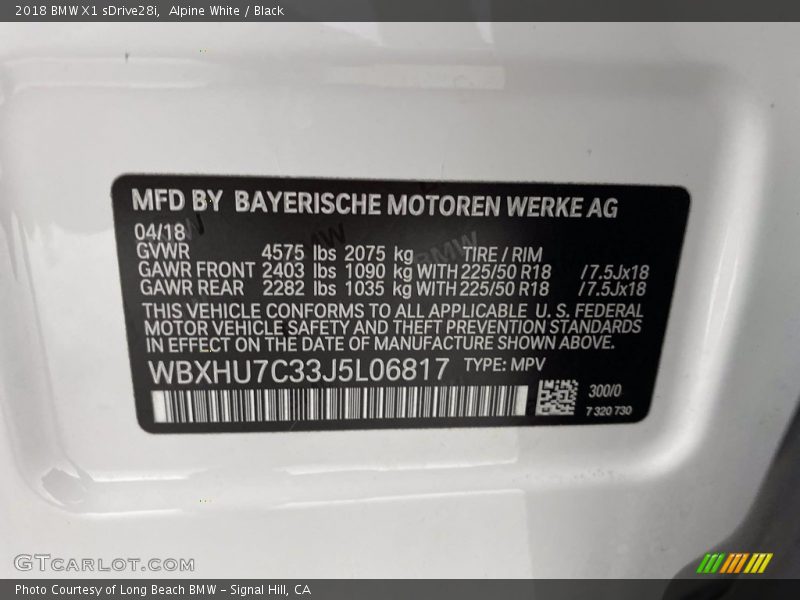 2018 BMW X1 sDrive28i, Alpine White / Black
MFD BY BAYERISCHE MOTOREN WERKE AG
04/18
GVWR 4575 lbs 2075 kg TIRE / RIM
GAWR FRONT 2403 lbs 1090 kg WITH 225/50 R18 /7.5Jx18
GAWR REAR 2282 lbs 1035 kg WITH 225/50 R18 /7.5Jx18
THIS VEHICLE CONFORMS TO ALL APPLICABLE U. S. FEDERAL
MOTOR VEHICLE SAFETY AND THEFT PREVENTION STANDARDS
IN EFFECT ON THE DATE OF MANUFACTURE SHOWN ABOVE.
WBXHU7C33J5L06817 TYPE: MPV
300/0
7 320 730
GTCARLOT.COM
Photo Courtesy of Long Beach BMW - Signal Hill, CA